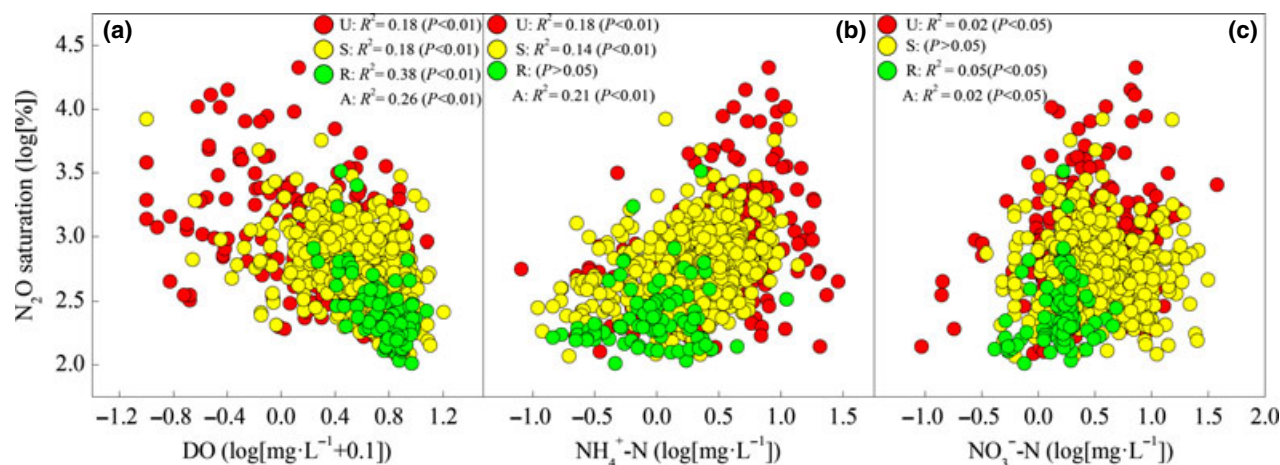 (a)
U: R² = 0.18 (P<0.01)
S: R² = 0.18 (P<0.01)
R: R² = 0.38 (P<0.01)
A: R² = 0.26 (P<0.01)
(b)
U: R² = 0.18 (P<0.01)
S: R² = 0.14 (P<0.01)
R: (P>0.05)
A: R² = 0.21 (P<0.01)
(c)
U: R² = 0.02 (P<0.05)
S: (P>0.05)
R: R² = 0.05(P<0.05)
A: R² = 0.02 (P<0.05)
N₂O saturation (log[%])
4.5
4.0
3.5
3.0
2.5
2.0
−1.2 −0.8 −0.4 0.0 0.4 0.8 1.2
−1.0 −0.5 0.0 0.5 1.0 1.5
−1.0 −0.5 0.0 0.5 1.0 1.5 2.0
DO (log[mg·L⁻¹+0.1])
NH₄⁺-N (log[mg·L⁻¹])
NO₃⁻-N (log[mg·L⁻¹])